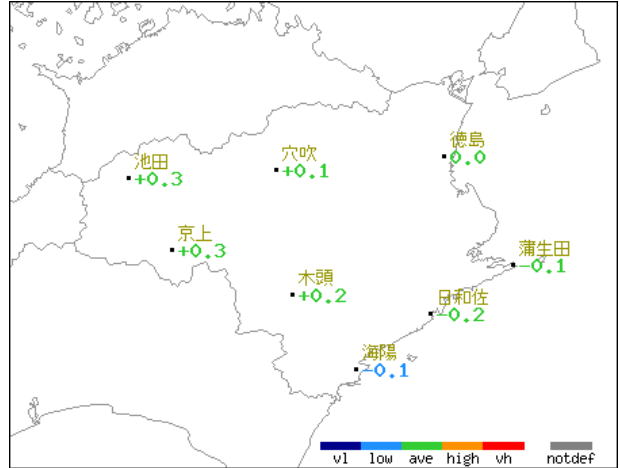 徳島
0.0
穴吹
+0.1
池田
+0.3
京上
+0.3
蒲生田
-0.1
木頭
+0.2
日和佐
-0.2
海陽
-0.1
vl low ave high vh notdef